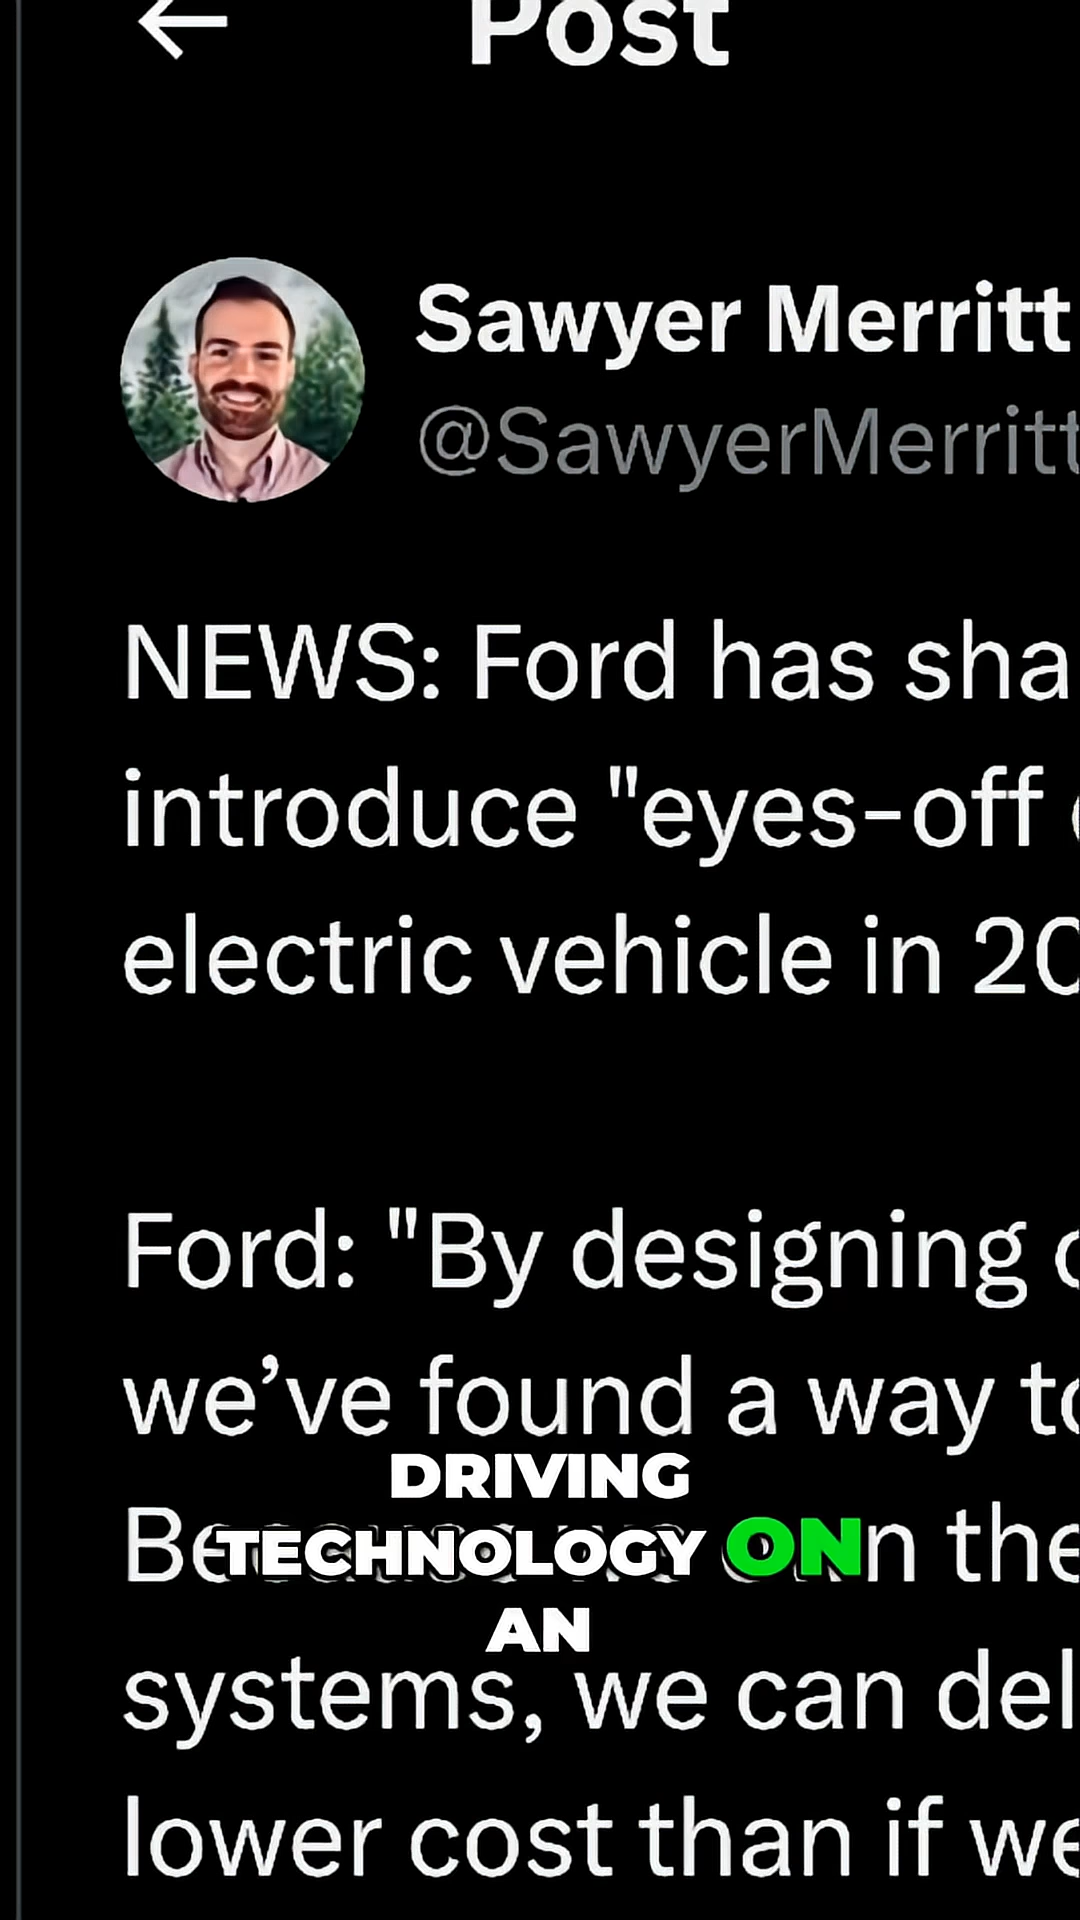 Post
Sawyer Merritt
@SawyerMerritt
NEWS: Ford has sha
introduce "eyes-off
electric vehicle in 20
Ford: "By designing
we've found a way to
DRIVING
TECHNOLOGY ON
n the
AN
systems, we can del
lower cost than if we